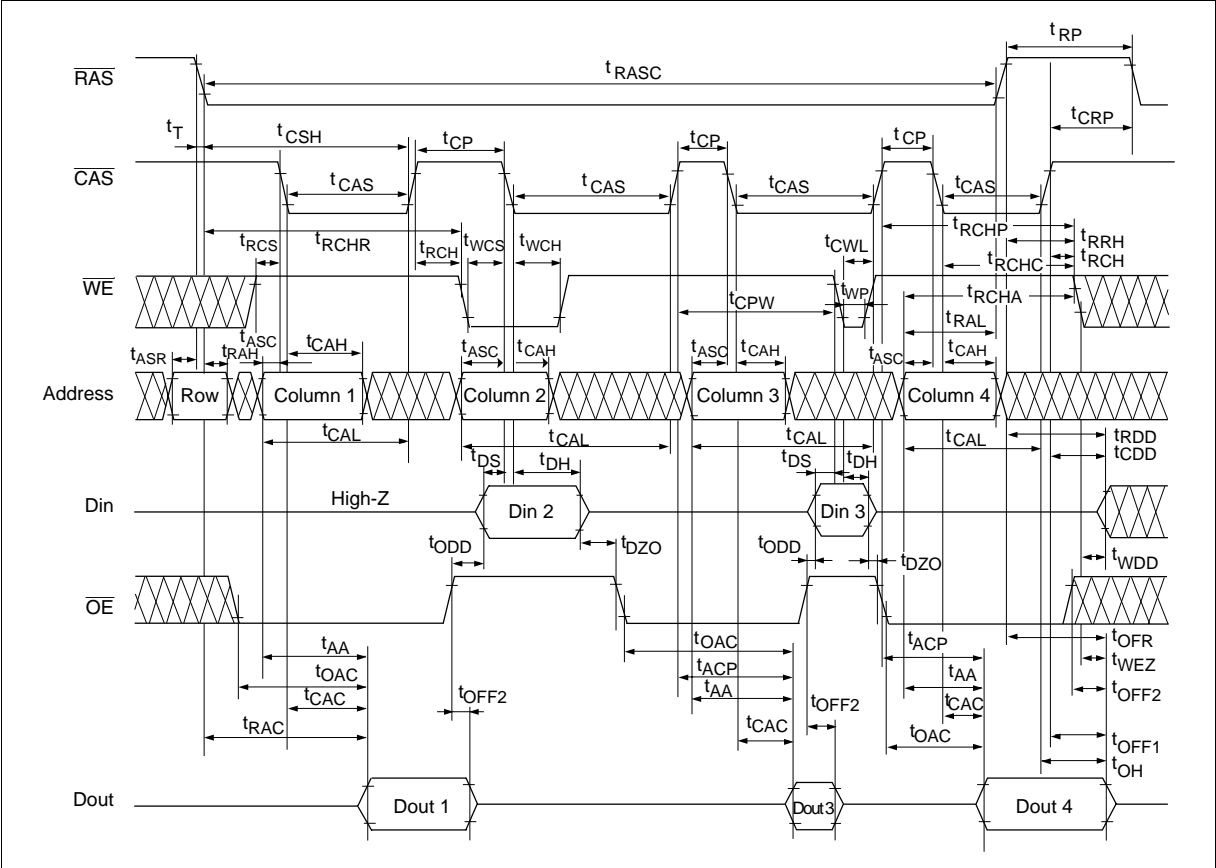 tRP
RAS
tRASC
tT
tCSH
tCP
tCP
tCP
tCRP
CAS
tCAS
tCAS
tCAS
tCAS
tRCS
tRCHR
tRCH
tWCS
tWCH
tCWL
tRCHP
tRRH
tRCH
tRCHC
WE
tCPW
tWP
tRCHA
tRAL
tASR
tRAH
tASC
tCAH
tASC
tCAH
tASC
tCAH
tASC
tCAH
Address
Row
Column 1
Column 2
Column 3
Column 4
tCAL
tCAL
tCAL
tCAL
tRDD
tCDD
tDS
tDH
tDS
tDH
Din
High-Z
Din 2
Din 3
tODD
tDZO
tODD
tDZO
tWDD
OE
tAA
tOAC
tCAC
tRAC
tOFF2
tOAC
tACP
tAA
tCAC
tOFF2
tACP
tAA
tCAC
tOAC
tOFR
tWEZ
tOFF2
tOFF1
tOH
Dout
Dout 1
Dout 3
Dout 4